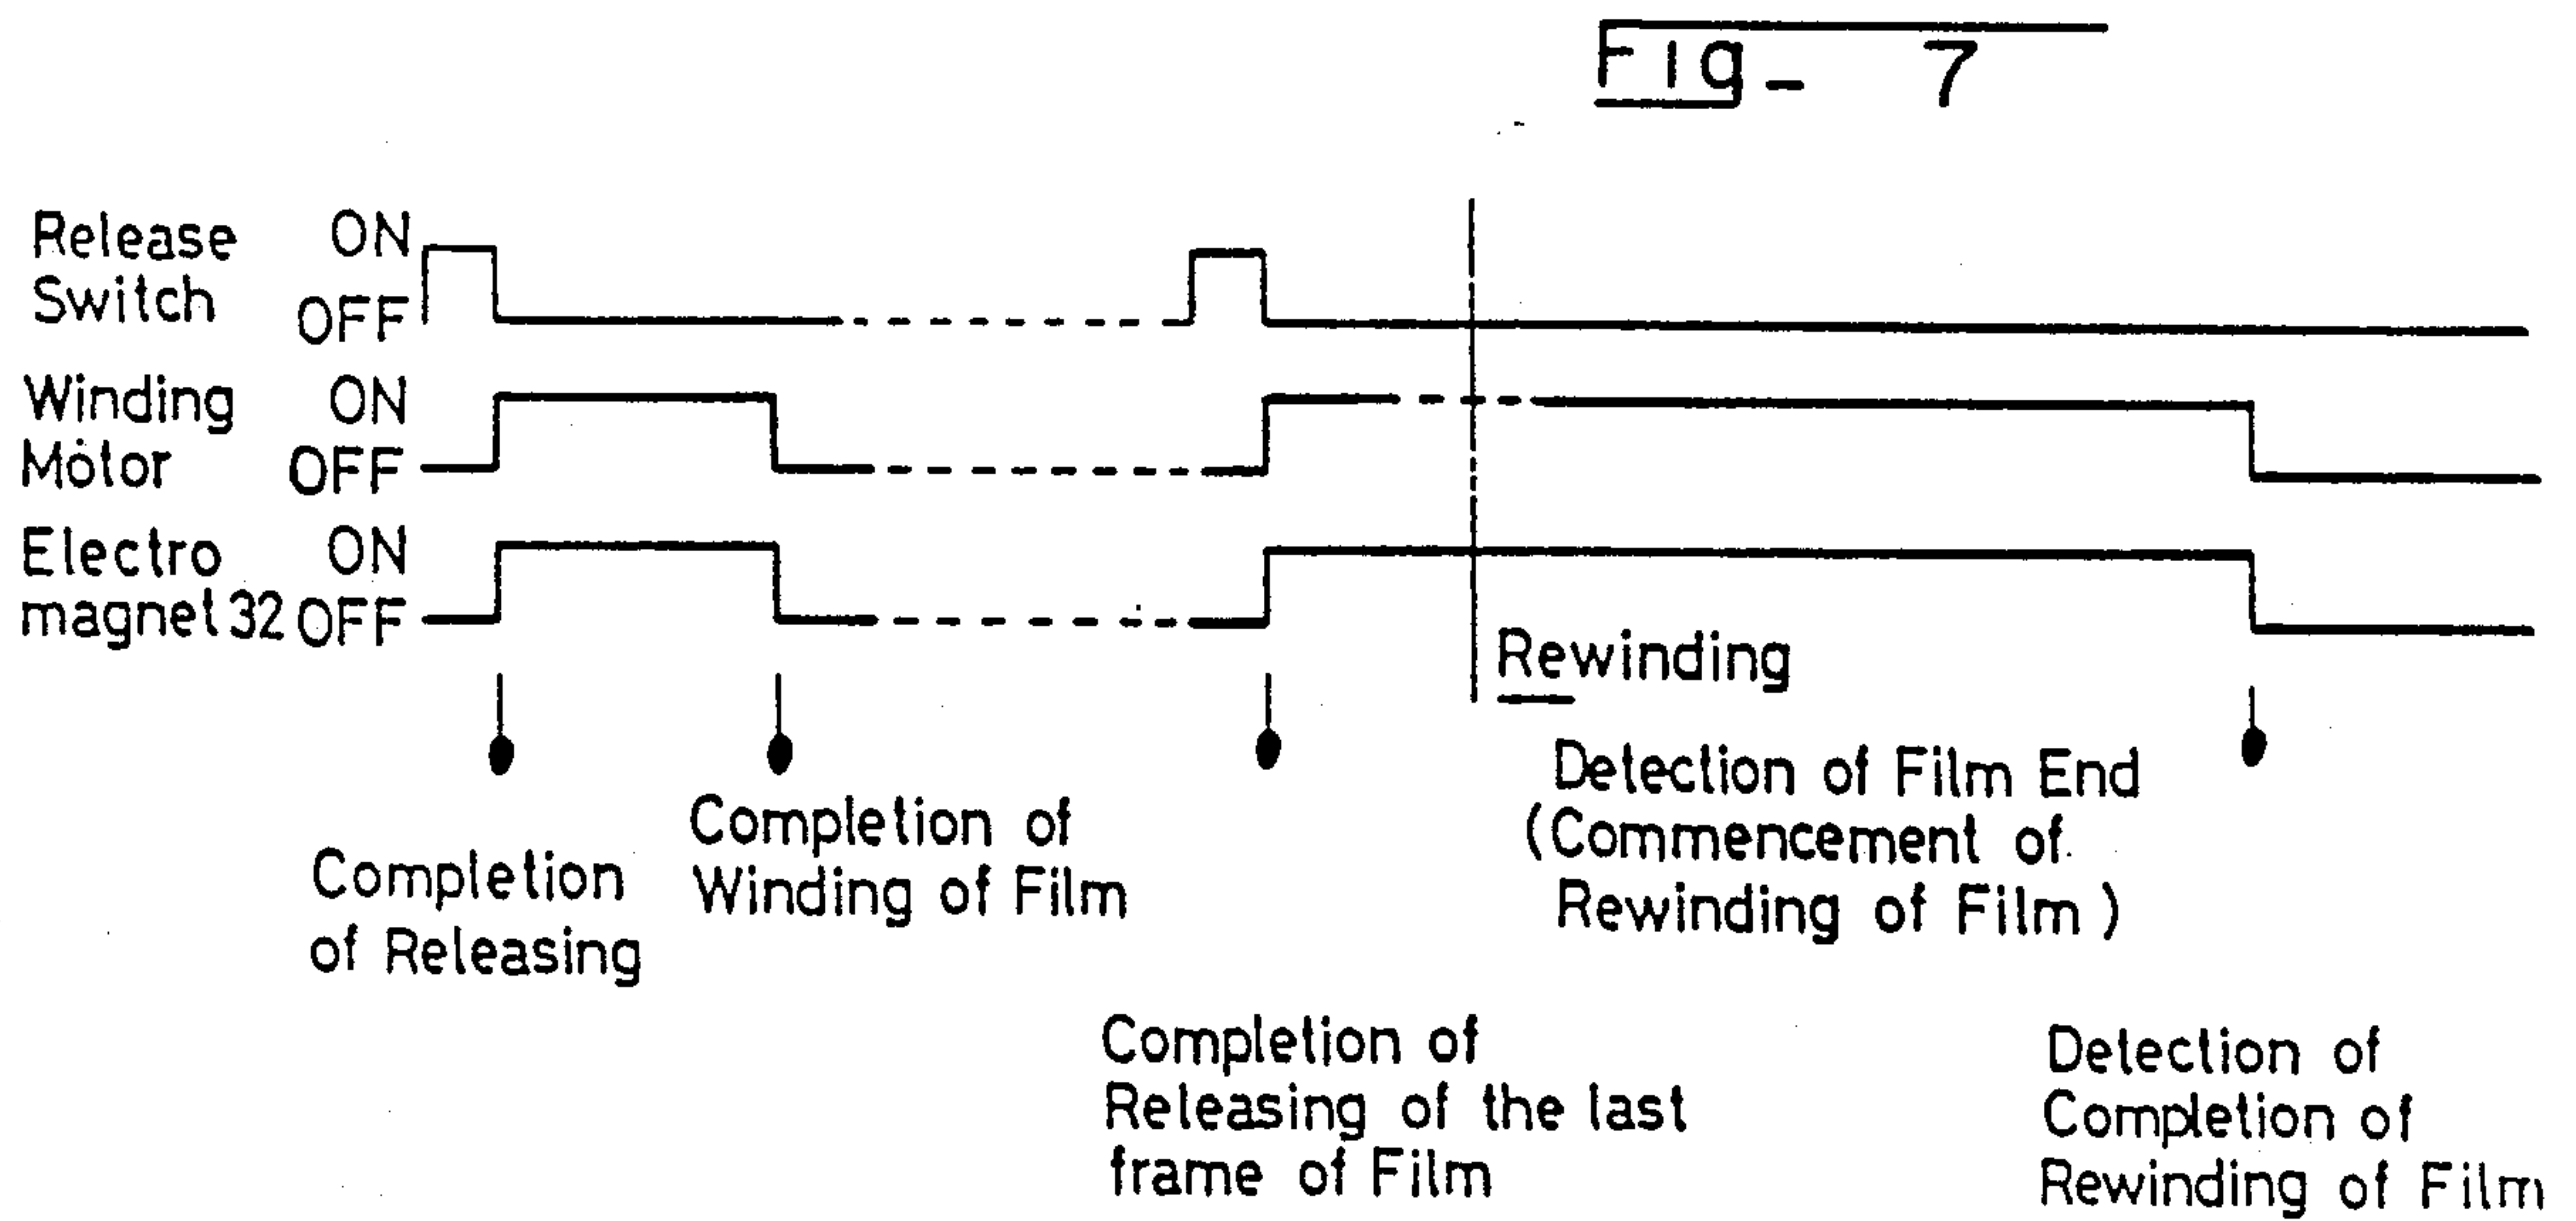 Fig- 7
Release ON
Switch OFF
Winding ON
Motor OFF
Electro ON
magnet32 OFF
Rewinding
Completion
of Releasing
Completion of
Winding of Film
Detection of Film End
(Commencement of
Rewinding of Film)
Completion of
Releasing of the last
frame of Film
Detection of
Completion of
Rewinding of Film